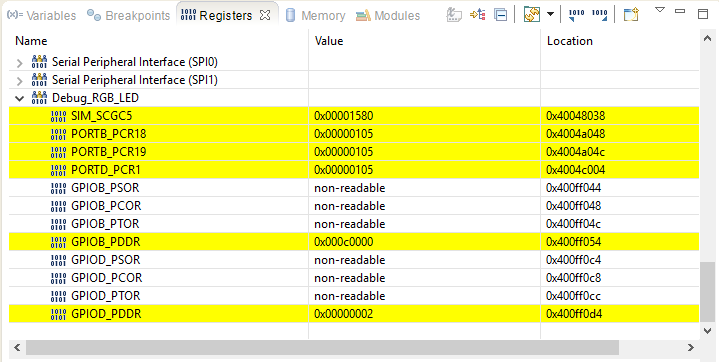 (x)= Variables Breakpoints 1010 0101 Registers Memory Modules
Name Value Location
Serial Peripheral Interface (SPI0)
Serial Peripheral Interface (SPI1)
Debug_RGB_LED
SIM_SCGC5 0x00001580 0x40048038
PORTB_PCR18 0x00000105 0x4004a048
PORTB_PCR19 0x00000105 0x4004a04c
PORTD_PCR1 0x00000105 0x4004c004
GPIOB_PSOR non-readable 0x400ff044
GPIOB_PCOR non-readable 0x400ff048
GPIOB_PTOR non-readable 0x400ff04c
GPIOB_PDDR 0x000c0000 0x400ff054
GPIOD_PSOR non-readable 0x400ff0c4
GPIOD_PCOR non-readable 0x400ff0c8
GPIOD_PTOR non-readable 0x400ff0cc
GPIOD_PDDR 0x00000002 0x400ff0d4